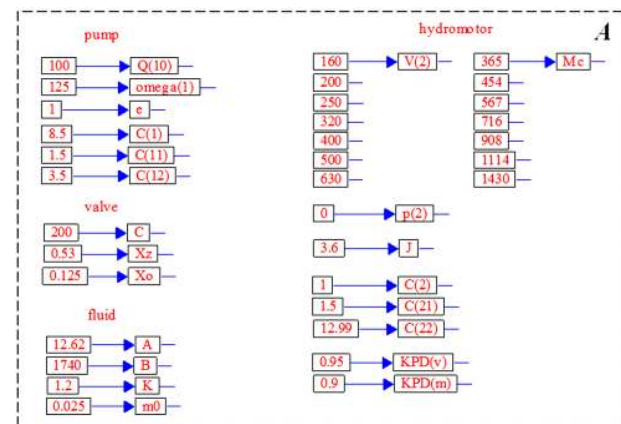 A
pump
100 Q(10)
125 omega(1)
1 e
8.5 C(1)
1.5 C(11)
3.5 C(12)
valve
200 C
0.53 Xz
0.125 Xo
fluid
12.62 A
1740 B
1.2 K
0.025 m0
hydromotor
160 V(2) 365 Mc
200 454
250 567
320 716
400 908
500 1114
630 1430
0 p(2)
3.6 J
1 C(2)
1.5 C(21)
12.99 C(22)
0.95 KPD(v)
0.9 KPD(m)